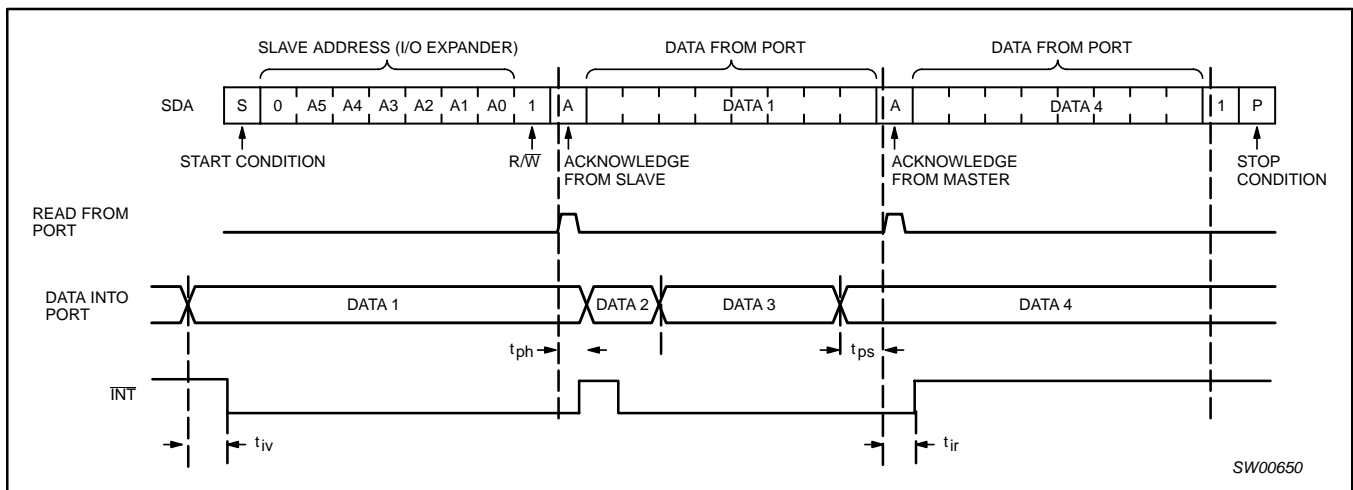 SLAVE ADDRESS (I/O EXPANDER) DATA FROM PORT DATA FROM PORT
SDA S 0 A5 A4 A3 A2 A1 A0 1 A DATA 1 A DATA 4 1 P
START CONDITION R/W̅ ACKNOWLEDGE FROM SLAVE ACKNOWLEDGE FROM MASTER STOP CONDITION
READ FROM
PORT
DATA INTO
PORT
DATA 1 DATA 2 DATA 3 DATA 4
tph tps
I̅N̅T̅
tiv tir
SW00650